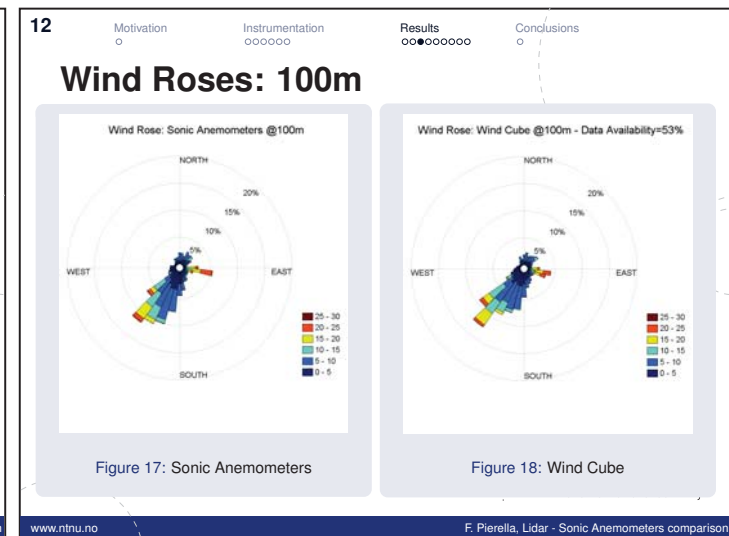 12 Motivation Instrumentation Results Conclusions
Wind Roses: 100m
Wind Rose: Sonic Anemometers @100m
NORTH
20%
15%
10%
5%
WEST
EAST
25 - 30
20 - 25
15 - 20
10 - 15
5 - 10
0 - 5
SOUTH
Figure 17: Sonic Anemometers
Wind Rose: Wind Cube @100m - Data Availability=53%
NORTH
20%
15%
10%
5%
WEST
EAST
25 - 30
20 - 25
15 - 20
10 - 15
5 - 10
0 - 5
SOUTH
Figure 18: Wind Cube
www.ntnu.no F. Pierella, Lidar - Sonic Anemometers comparison